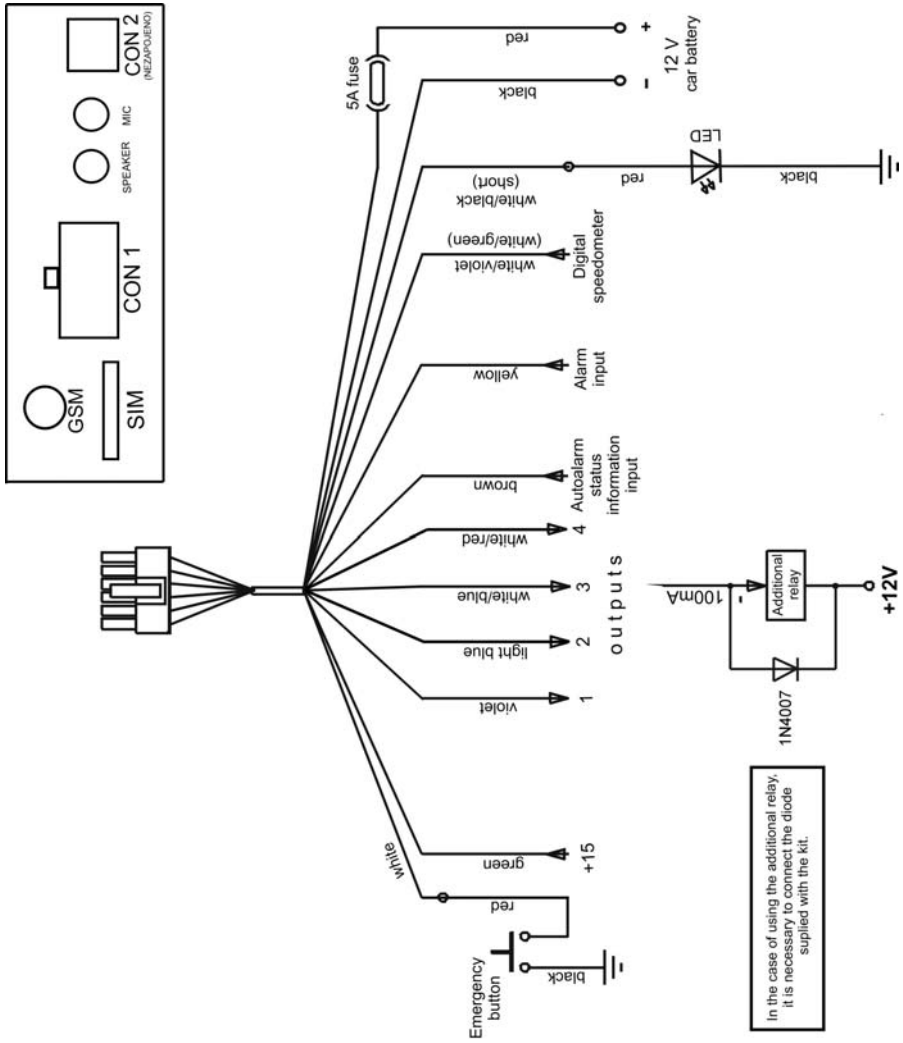 CON 2
(NEZAPOJENO)
MIC
SPEAKER
CON 1
GSM
SIM
5A fuse
red
+
12 V
car battery
-
black
white/black
(short)
red
LED
black
white/violet
(white/green)
Digital
speedometer
yellow
Alarm
input
brown
Autoalarm
status
information
input
white/red
4
white/blue
3
outputs
light blue
2
violet
1
100mA
-
Additional
relay
+12V
1N4007
green
+15
white
red
Emergency
button
black
In the case of using the additional relay,
it is necessary to connect the diode
suplied with the kit.